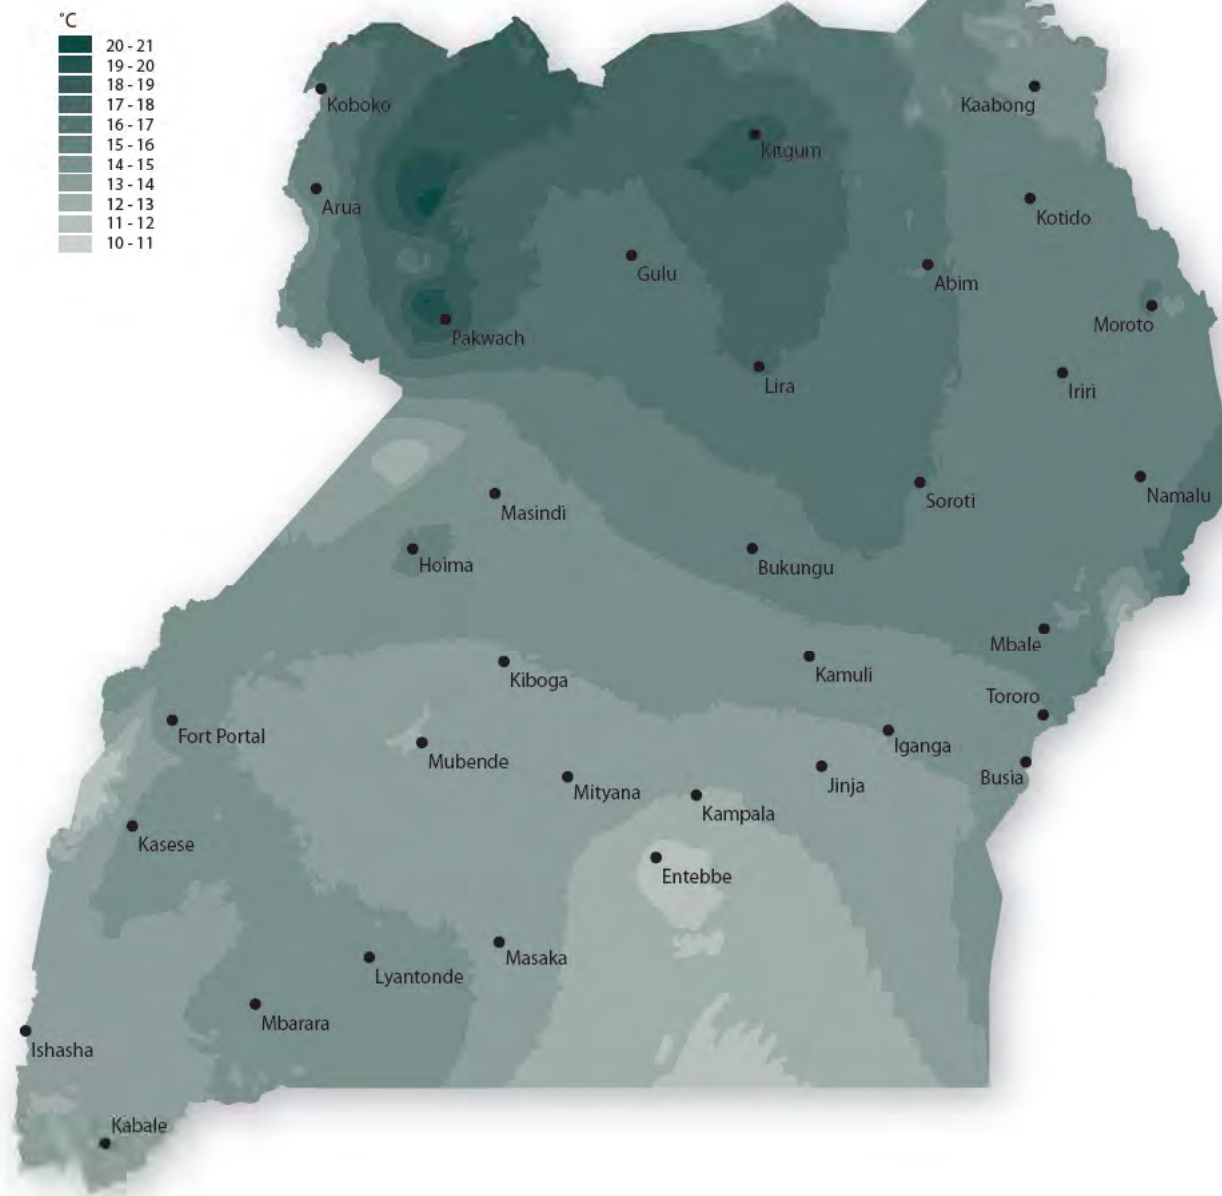 °C
20 - 21
19 - 20
18 - 19
17 - 18
16 - 17
15 - 16
14 - 15
13 - 14
12 - 13
11 - 12
10 - 11
Koboko
Kaabong
Kitgum
Arua
Kotido
Gulu
Abim
Moroto
Pakwach
Lira
Iriri
Masindi
Soroti
Namalu
Hoima
Bukungu
Mbale
Kiboga
Kamuli
Tororo
Fort Portal
Iganga
Mubende
Busia
Mityana
Jinja
Kampala
Kasese
Entebbe
Masaka
Lyantonde
Mbarara
Ishasha
Kabale